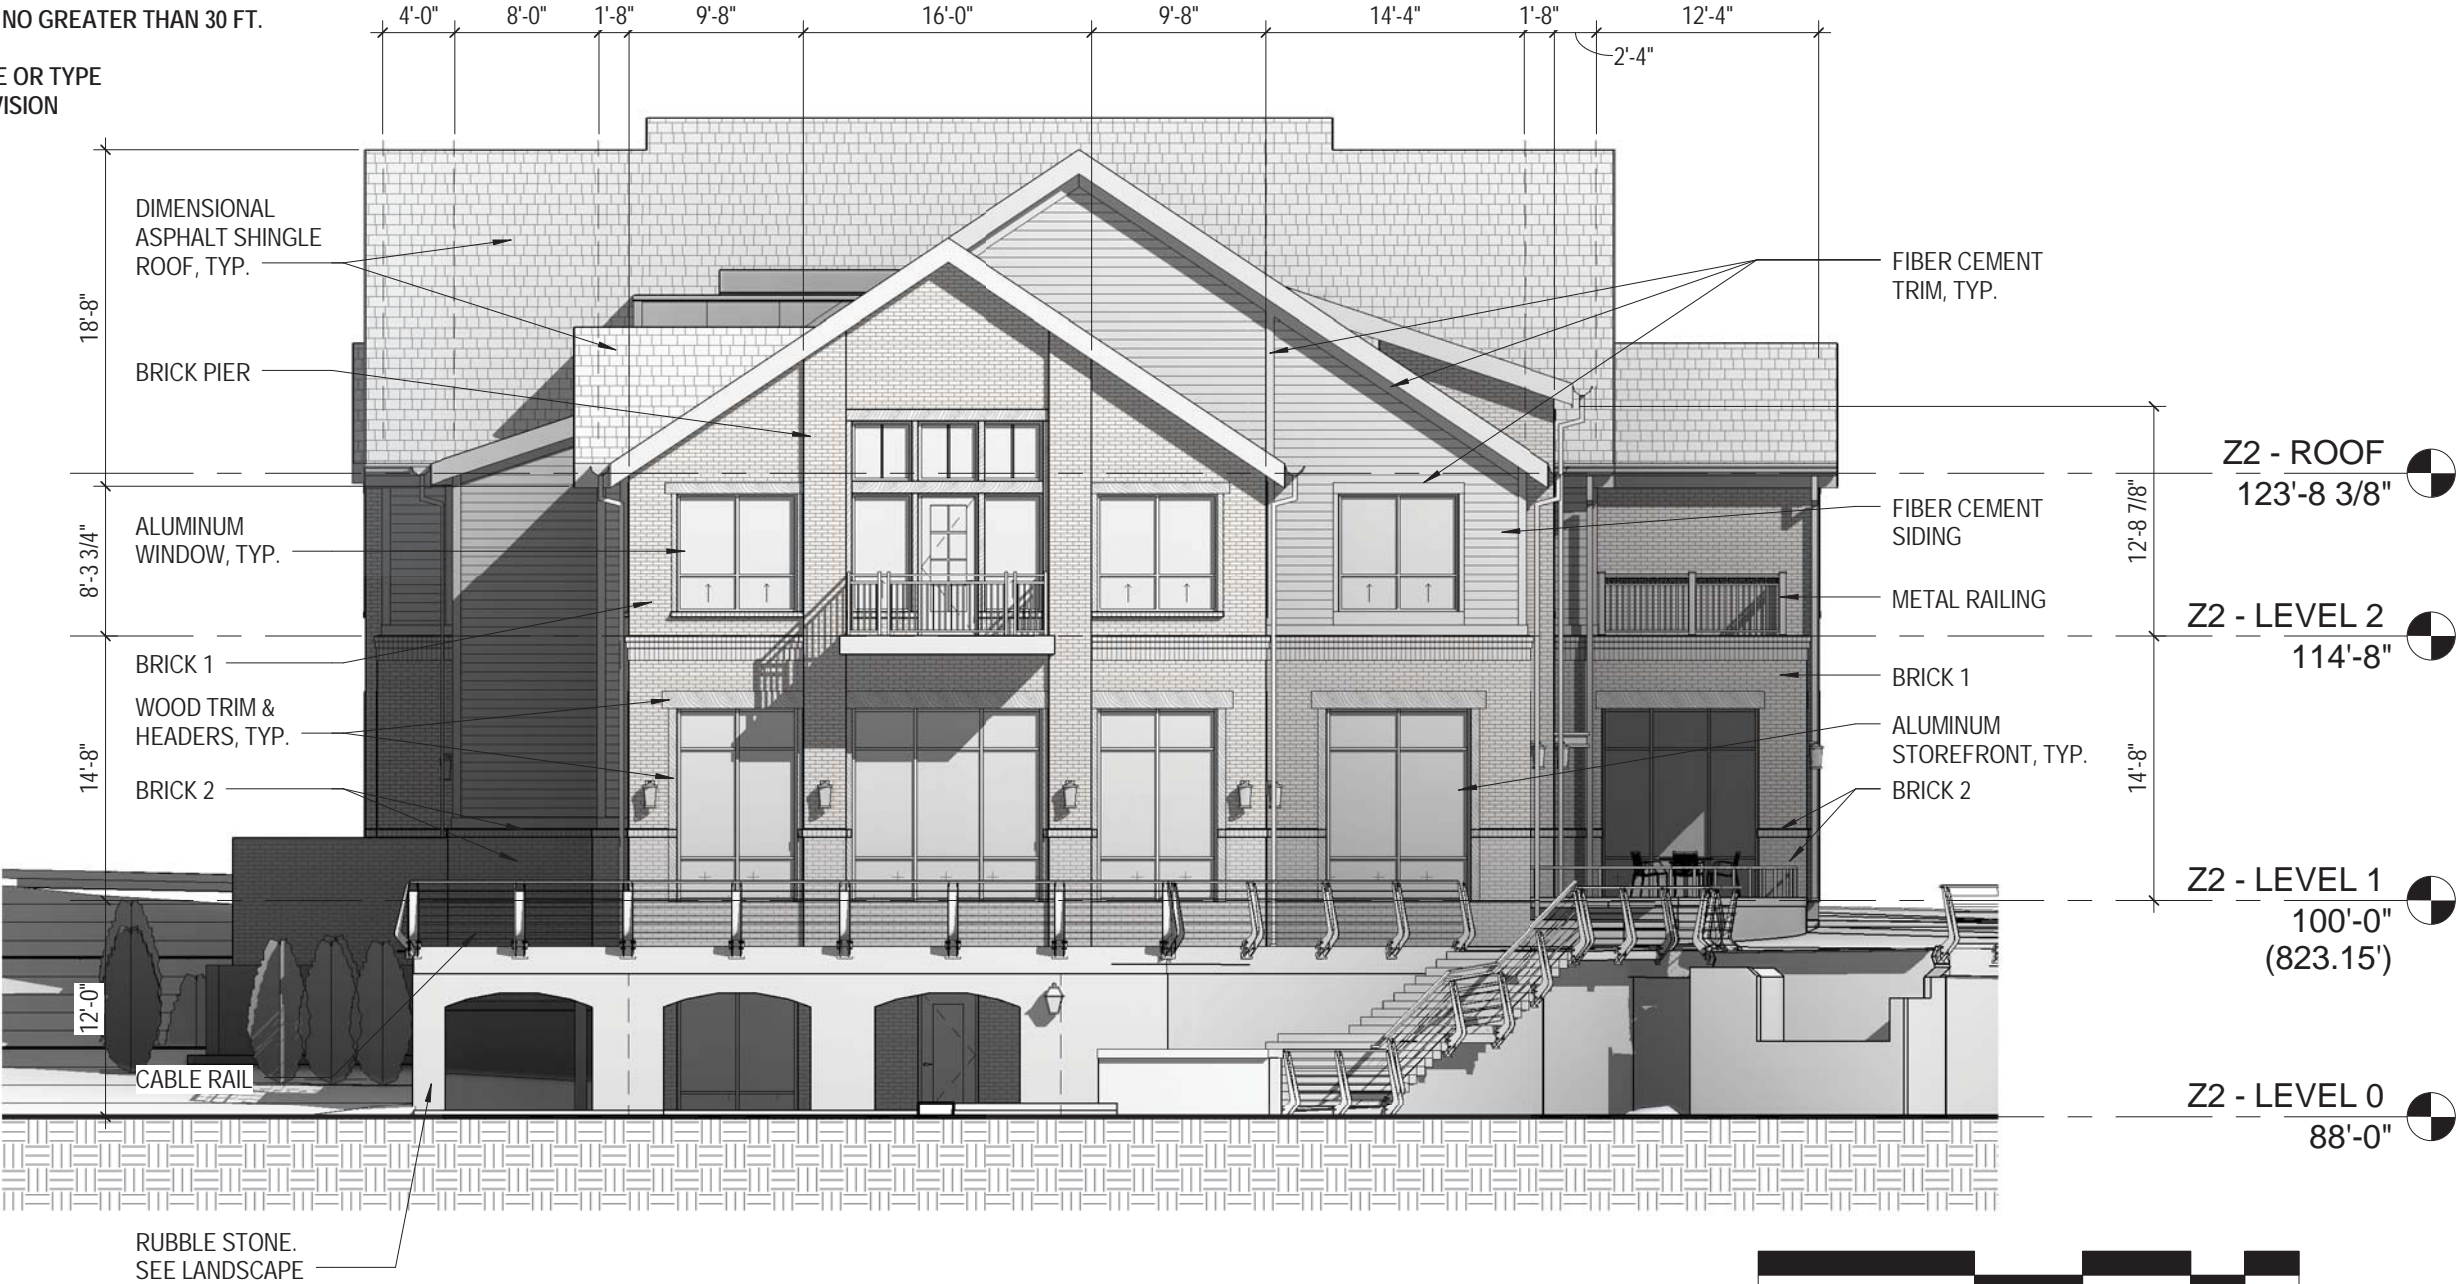 NO GREATER THAN 30 FT.
E OR TYPE
VISION
4'-0"
8'-0"
1'-8"
9'-8"
16'-0"
9'-8"
14'-4"
1'-8"
12'-4"
2'-4"
18'-8"
8'-3 3/4"
14'-8"
12'-0"
DIMENSIONAL
ASPHALT SHINGLE
ROOF, TYP.
BRICK PIER
ALUMINUM
WINDOW, TYP.
BRICK 1
WOOD TRIM &
HEADERS, TYP.
BRICK 2
CABLE RAIL
RUBBLE STONE.
SEE LANDSCAPE
FIBER CEMENT
TRIM, TYP.
FIBER CEMENT
SIDING
METAL RAILING
BRICK 1
ALUMINUM
STOREFRONT, TYP.
BRICK 2
12'-8 7/8"
14'-8"
Z2 - ROOF
123'-8 3/8"
Z2 - LEVEL 2
114'-8"
Z2 - LEVEL 1
100'-0"
(823.15')
Z2 - LEVEL 0
88'-0"